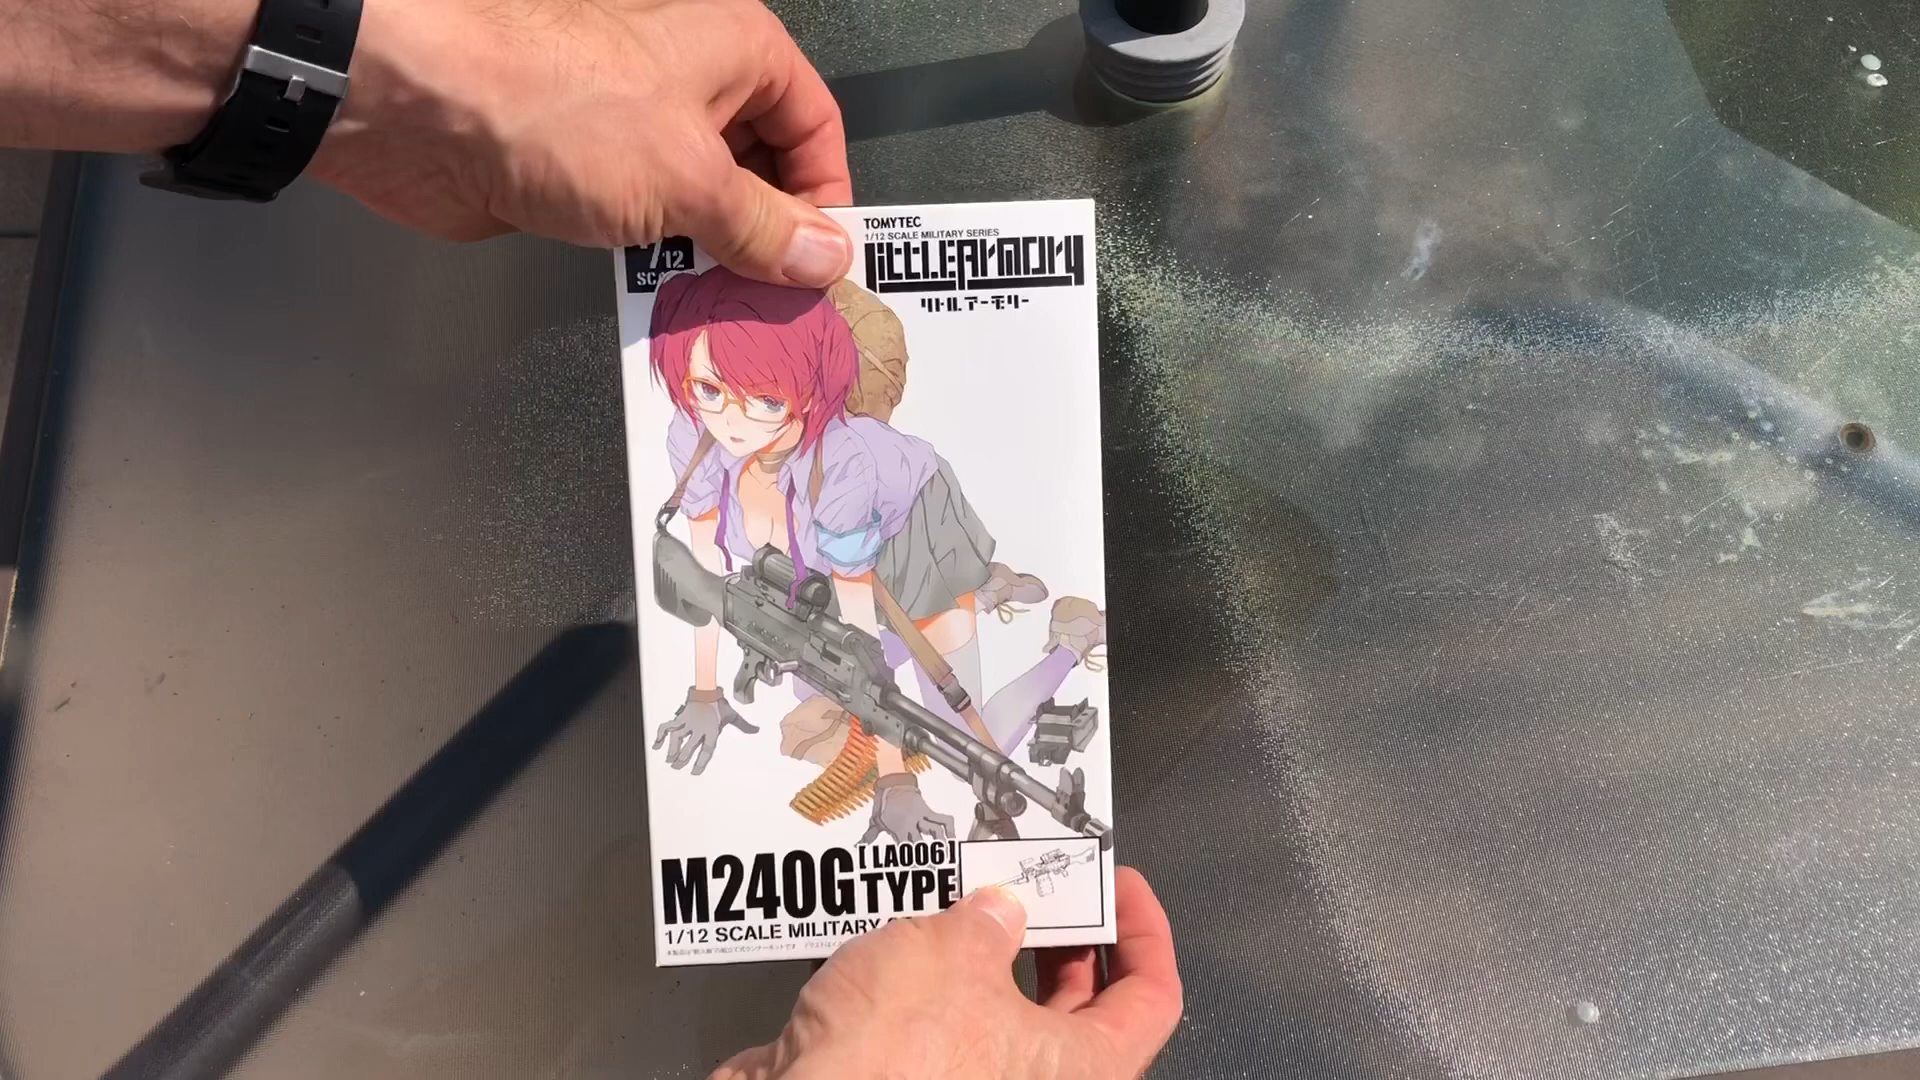 TOMYTEC
1/12 SCALE MILITARY SERIES
LittLEArmory
リトルアーモリー
/12
M240G
[LA006]
TYPE
1/12 SCALE MILITARY